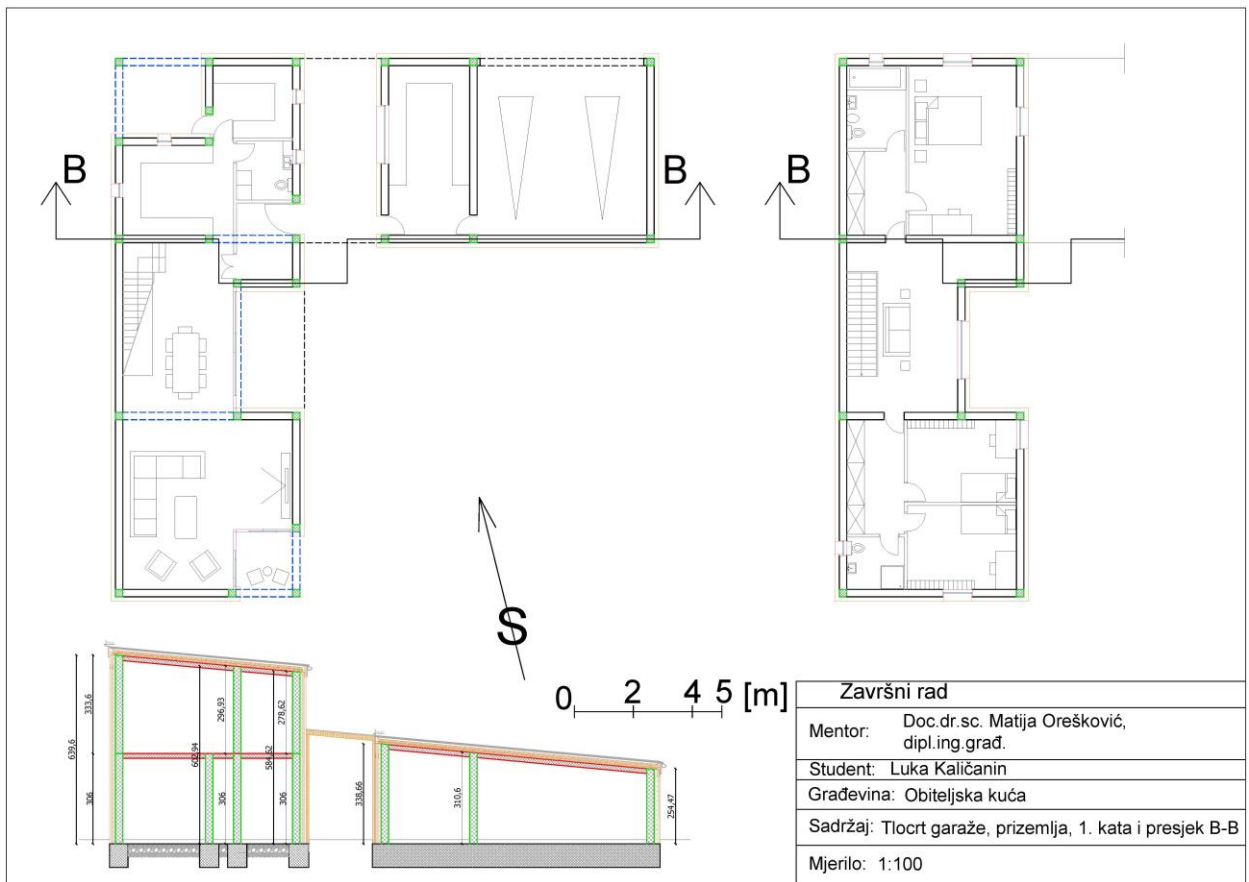 B
B
B
S
0 2 4 5 [m]
639,6
333,6
306
602,94
296,93
306
584,62
278,62
306
338,66
310,6
254,47
Završni rad
Mentor: Doc.dr.sc. Matija Orešković,
dipl.ing.građ.
Student: Luka Kaličanin
Građevina: Obiteljska kuća
Sadržaj: Tlocrt garaže, prizemlja, 1. kata i presjek B-B
Mjerilo: 1:100